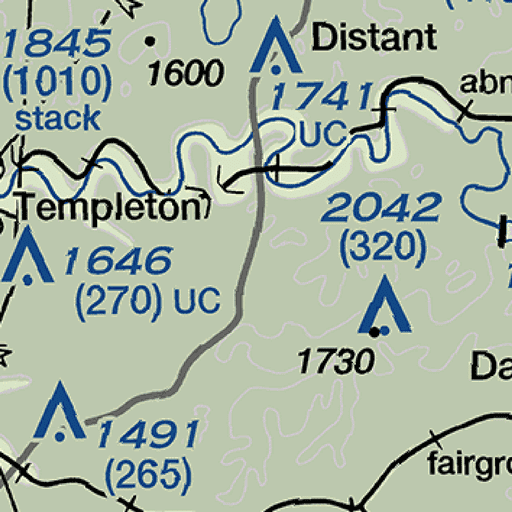 1845
(1010)
stack
1600
Distant
1741
UC
abn
Templeton
2042
(320)
1646
(270) UC
1730
Da
1491
(265)
fairgro